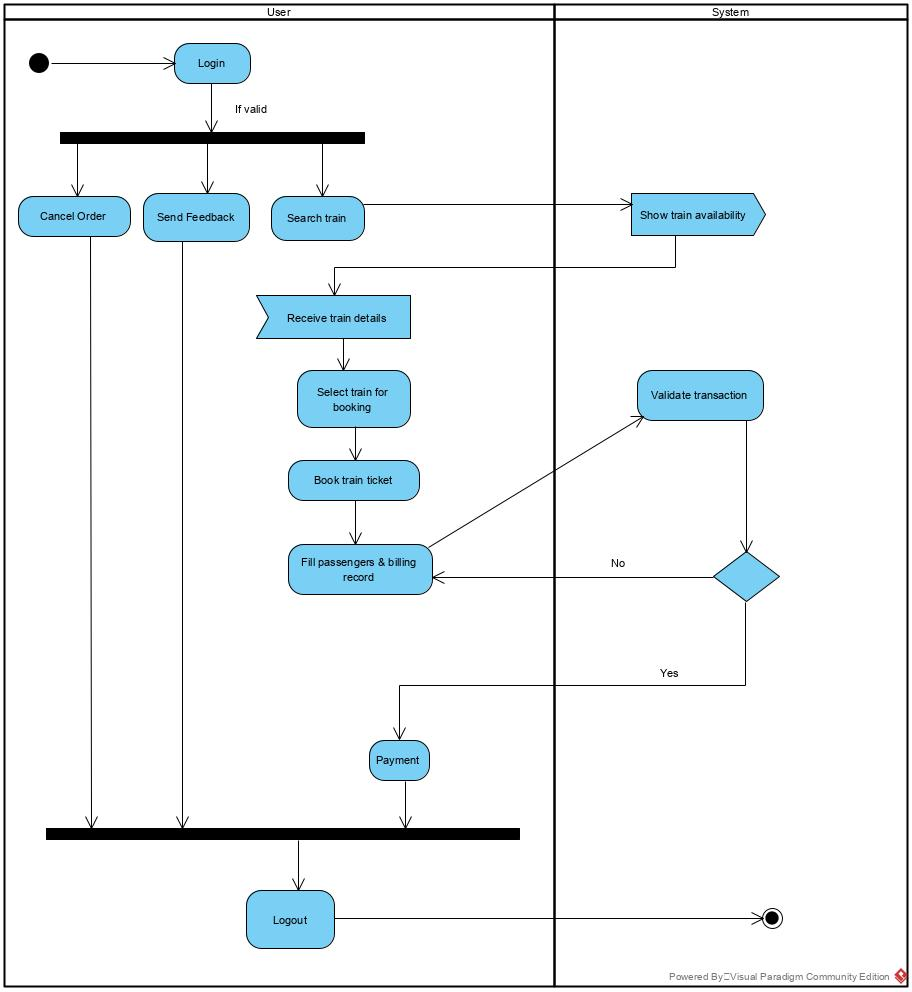 User
System
Login
If valid
Cancel Order
Send Feedback
Search train
Show train availability
Receive train details
Select train for
booking
Validate transaction
Book train ticket
Fill passengers & billing
record
No
Yes
Payment
Logout
Powered By Visual Paradigm Community Edition